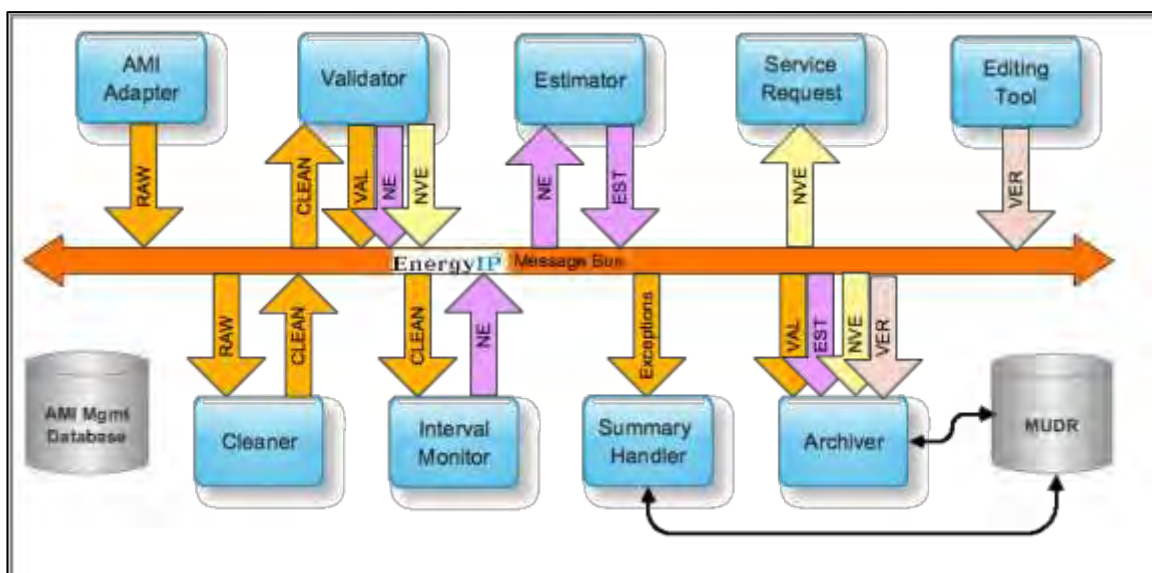 AMI
Adapter
Validator
Estimator
Service
Request
Editing
Tool
RAW
CLEAN
VAL
NE
NVE
NE
EST
NVE
VER
EnergyIP Message Bus
RAW
CLEAN
CLEAN
NE
Exceptions
VAL
EST
NVE
VER
AMI Mgmt
Database
Cleaner
Interval
Monitor
Summary
Handler
Archiver
MUDR